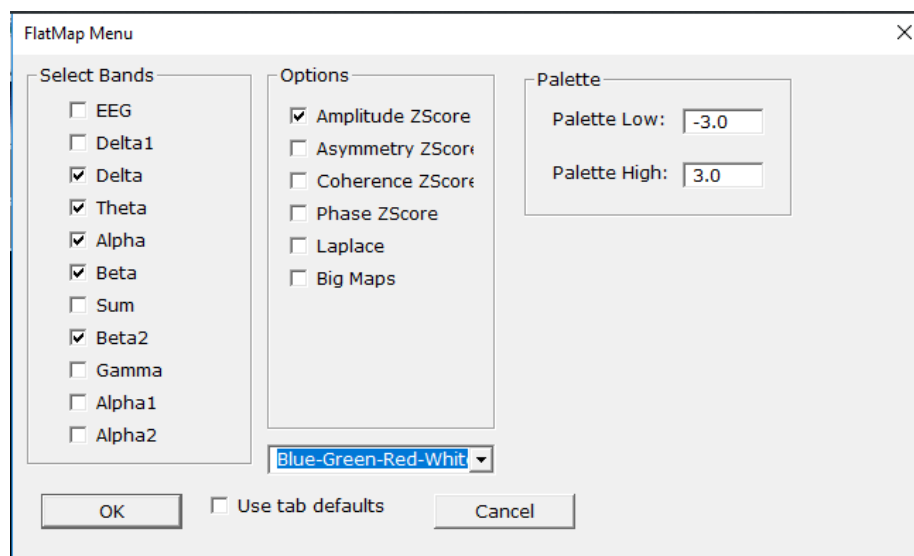 FlatMap Menu
Select Bands
EEG
Delta1
Delta
Theta
Alpha
Beta
Sum
Beta2
Gamma
Alpha1
Alpha2
Options
Amplitude ZScore
Asymmetry ZScore
Coherence ZScore
Phase ZScore
Laplace
Big Maps
Blue-Green-Red-White
Palette
Palette Low: -3.0
Palette High: 3.0
OK
Use tab defaults
Cancel